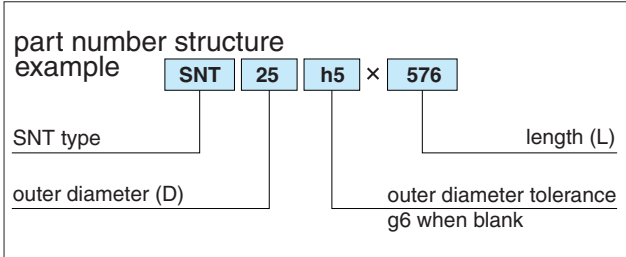 part number structure
example
SNT 25 h5 × 576
SNT type
length (L)
outer diameter (D)
outer diameter tolerance
g6 when blank